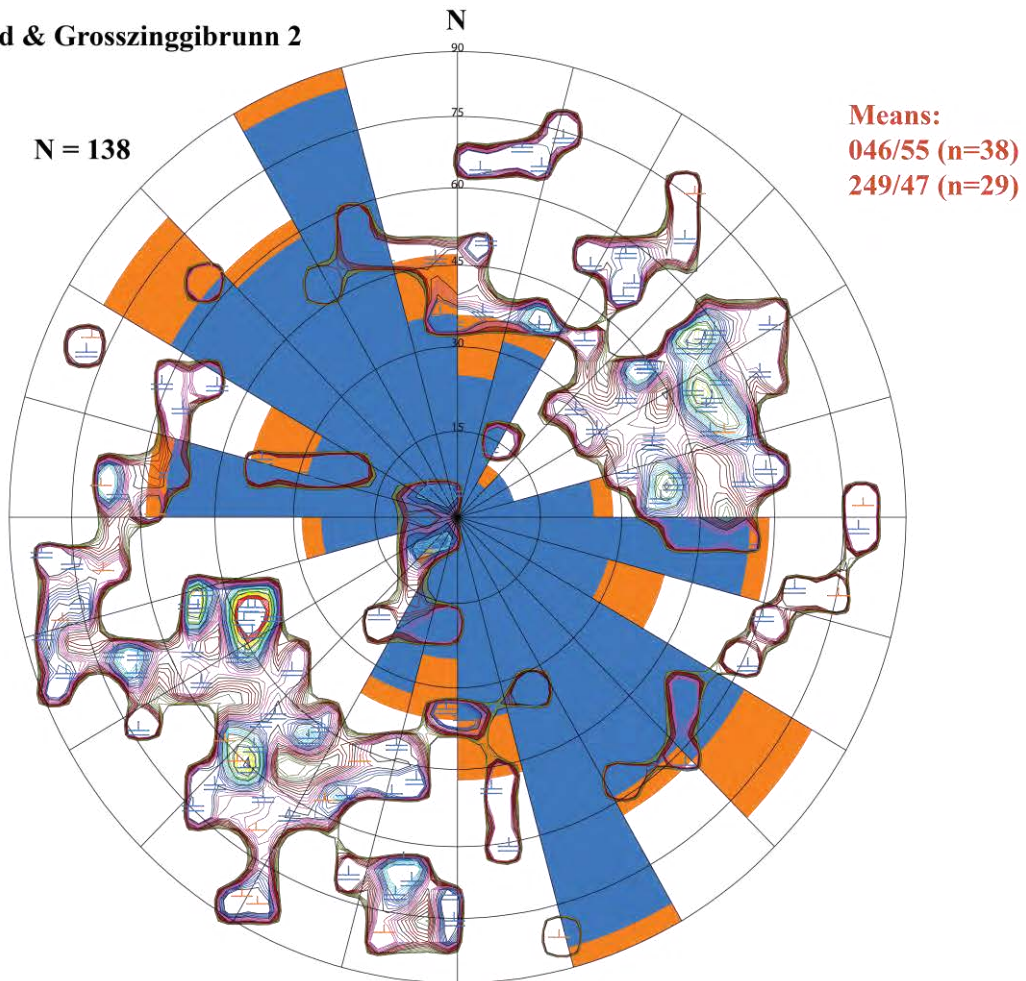 N
d & Grosszinggibrunn 2
90
Means:
75
046/55 (n=38)
N = 138
249/47 (n=29)
60
45
30
15